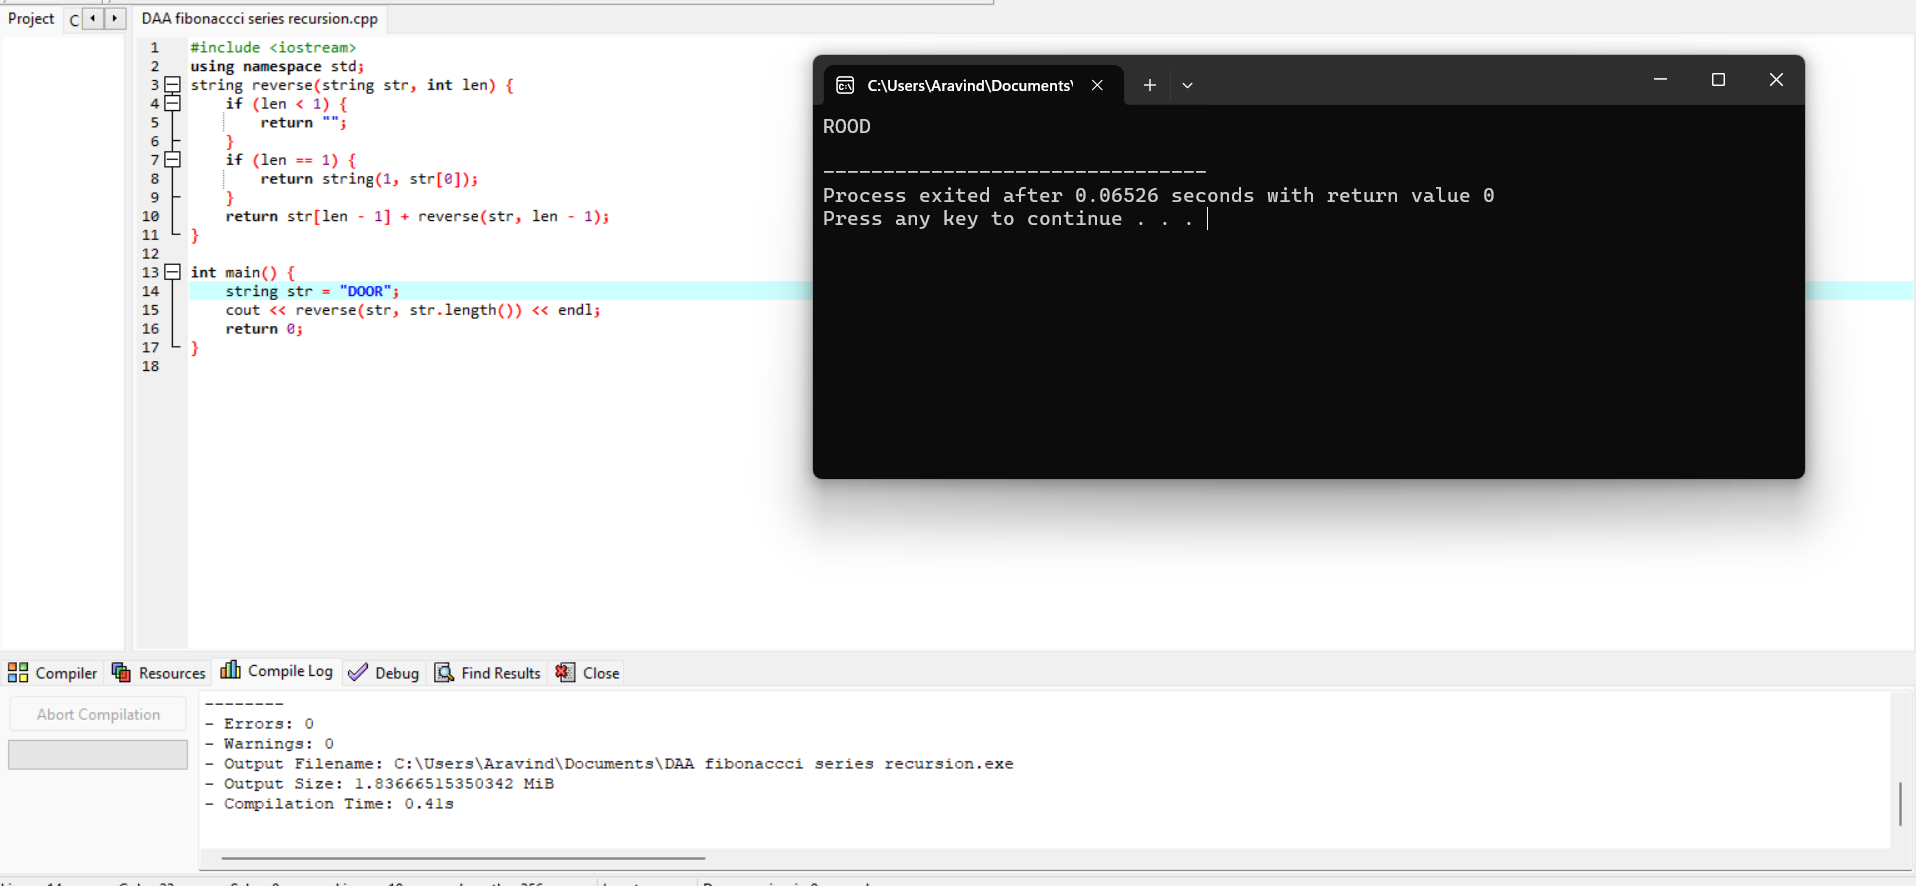 Project C DAA fibonaccci series recursion.cpp
1 #include <iostream>
2 using namespace std;
3 string reverse(string str, int len) {
4 if (len < 1) {
5 return "";
6 }
7 if (len == 1) {
8 return string(1, str[0]);
9 }
10 return str[len - 1] + reverse(str, len - 1);
11 }
12
13 int main() {
14 string str = "DOOR";
15 cout << reverse(str, str.length()) << endl;
16 return 0;
17 }
18
C:\Users\Aravind\Documents\
ROOD
--------------------------------
Process exited after 0.06526 seconds with return value 0
Press any key to continue . . .
Compiler Resources Compile Log Debug Find Results Close
Abort Compilation
--------
- Errors: 0
- Warnings: 0
- Output Filename: C:\Users\Aravind\Documents\DAA fibonaccci series recursion.exe
- Output Size: 1.83666515350342 MiB
- Compilation Time: 0.41s